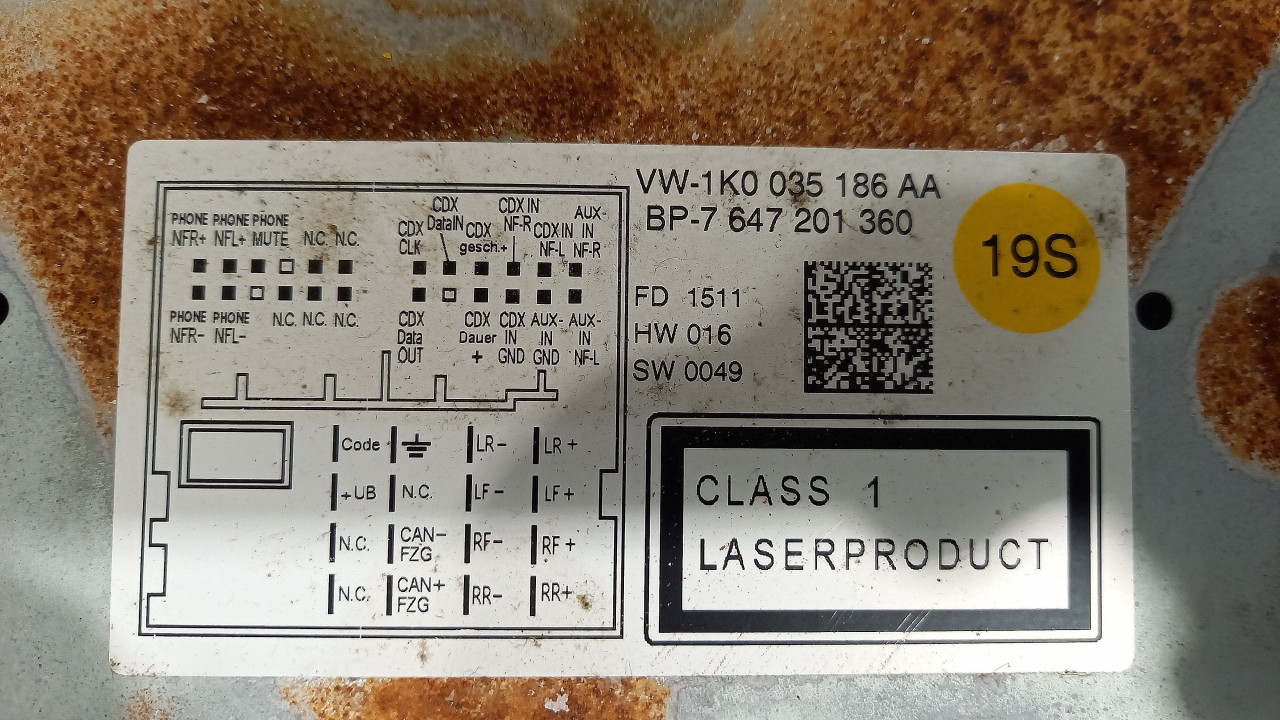 VW-1K0 035 186 AA
BP-7 647 201 360
19S
FD 1511
HW 016
SW 0049
CLASS 1
LASERPRODUCT
PHONE PHONE PHONE
NFR+ NFL+ MUTE N.C. N.C.
CDX CLK
CDX DataIN
CDX gesch.+
CDX IN NF-R
CDX IN NF-L
AUX-IN NF-R
PHONE PHONE
NFR- NFL- N.C. N.C. N.C.
CDX Data OUT
CDX Dauer +
CDX IN GND
AUX-IN GND
AUX-IN NF-L
Code LR- LR+
+UB N.C. LF- LF+
N.C. CAN-FZG RF- RF+
N.C. CAN+FZG RR- RR+